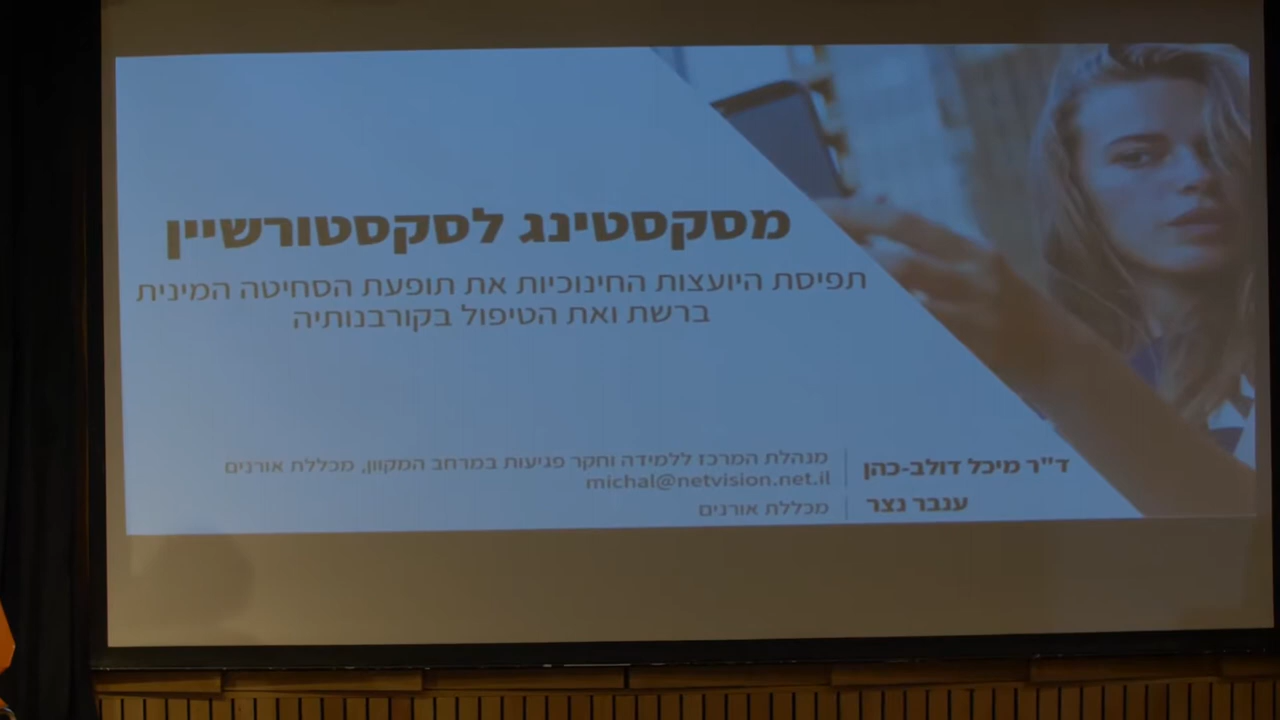 מסקסטינג לסקסטורשיין
תפיסת היועצות החינוכיות את תופעת הסחיטה המינית
ברשת ואת הטיפול בקורבנותיה
ד"ר מיכל דולב-כהן
מנהלת המרכז ללמידה וחקר פגיעות במרחב המקוון, מכללת אורנים
michal@netvision.net.il
ענבר נצר
מכללת אורנים